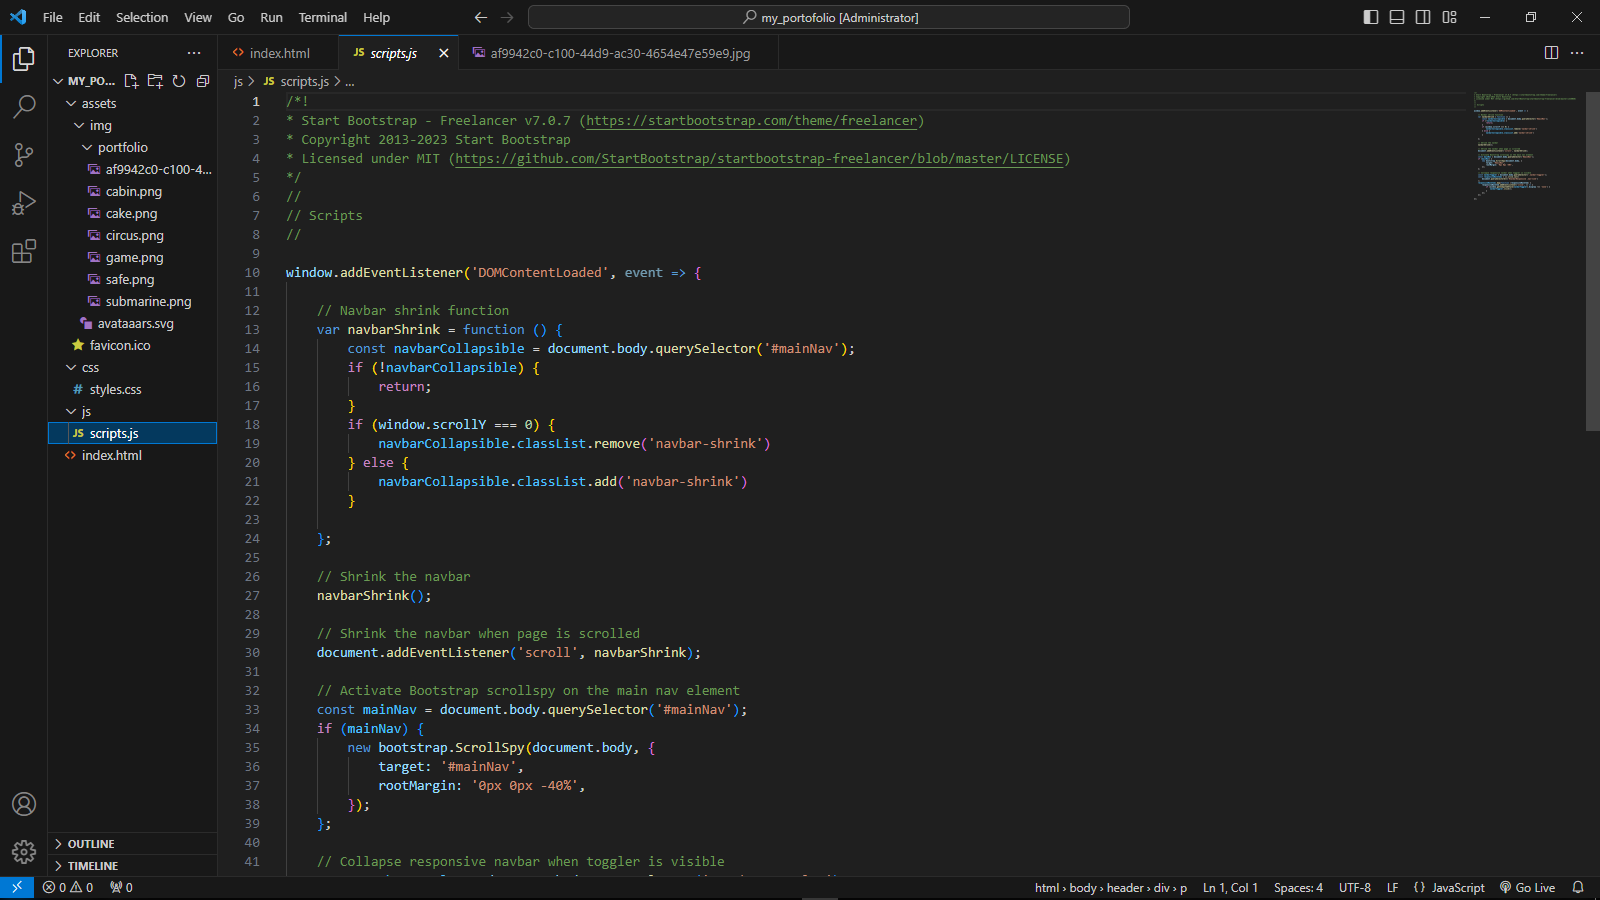 File Edit Selection View Go Run Terminal Help
my_portofolio [Administrator]
EXPLORER
MY_PO...
assets
img
portfolio
af9942c0-c100-4...
cabin.png
cake.png
circus.png
game.png
safe.png
submarine.png
avataaars.svg
favicon.ico
css
# styles.css
js
JS scripts.js
<> index.html
OUTLINE
TIMELINE
<> index.html JS scripts.js af9942c0-c100-44d9-ac30-4654e47e59e9.jpg
js > JS scripts.js > ...
1 /*!
2 * Start Bootstrap - Freelancer v7.0.7 (https://startbootstrap.com/theme/freelancer)
3 * Copyright 2013-2023 Start Bootstrap
4 * Licensed under MIT (https://github.com/StartBootstrap/startbootstrap-freelancer/blob/master/LICENSE)
5 */
6 //
7 // Scripts
8 //
9
10 window.addEventListener('DOMContentLoaded', event => {
11
12 // Navbar shrink function
13 var navbarShrink = function () {
14 const navbarCollapsible = document.body.querySelector('#mainNav');
15 if (!navbarCollapsible) {
16 return;
17 }
18 if (window.scrollY === 0) {
19 navbarCollapsible.classList.remove('navbar-shrink')
20 } else {
21 navbarCollapsible.classList.add('navbar-shrink')
22 }
23
24 };
25
26 // Shrink the navbar
27 navbarShrink();
28
29 // Shrink the navbar when page is scrolled
30 document.addEventListener('scroll', navbarShrink);
31
32 // Activate Bootstrap scrollspy on the main nav element
33 const mainNav = document.body.querySelector('#mainNav');
34 if (mainNav) {
35 new bootstrap.ScrollSpy(document.body, {
36 target: '#mainNav',
37 rootMargin: '0px 0px -40%',
38 });
39 };
40
41 // Collapse responsive navbar when toggler is visible
0 0 0
html > body > header > div > p Ln 1, Col 1 Spaces: 4 UTF-8 LF {} JavaScript Go Live